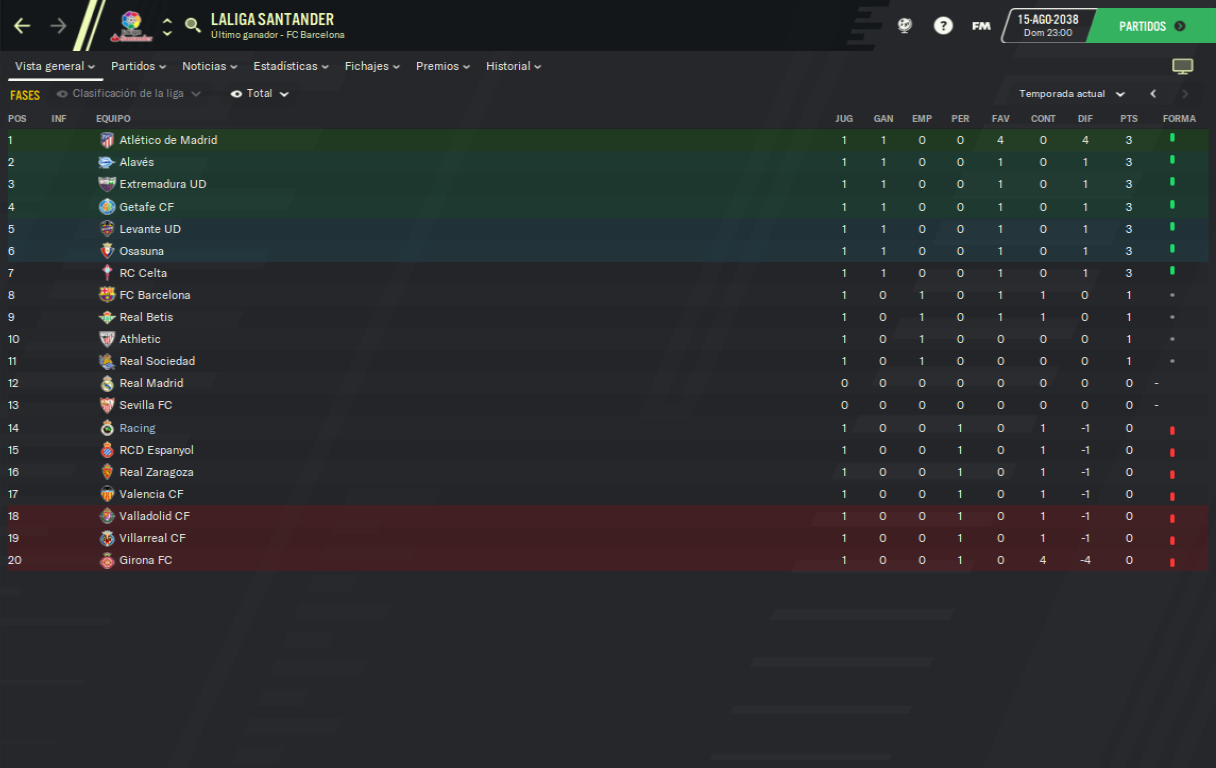 LALIGA SANTANDER
Último ganador - FC Barcelona
?
FM
15-AGO-2038
Dom 23:00
PARTIDOS
Vista general Partidos Noticias Estadísticas Fichajes Premios Historial
FASES Clasificación de la liga Total Temporada actual
POS INF EQUIPO JUG GAN EMP PER FAV CONT DIF PTS FORMA
1 Atlético de Madrid 1 1 0 0 4 0 4 3
2 Alavés 1 1 0 0 1 0 1 3
3 Extremadura UD 1 1 0 0 1 0 1 3
4 Getafe CF 1 1 0 0 1 0 1 3
5 Levante UD 1 1 0 0 1 0 1 3
6 Osasuna 1 1 0 0 1 0 1 3
7 RC Celta 1 1 0 0 1 0 1 3
8 FC Barcelona 1 0 1 0 1 1 0 1
9 Real Betis 1 0 1 0 1 1 0 1
10 Athletic 1 0 1 0 0 0 0 1
11 Real Sociedad 1 0 1 0 0 0 0 1
12 Real Madrid 0 0 0 0 0 0 0 0 -
13 Sevilla FC 0 0 0 0 0 0 0 0 -
14 Racing 1 0 0 1 0 1 -1 0
15 RCD Espanyol 1 0 0 1 0 1 -1 0
16 Real Zaragoza 1 0 0 1 0 1 -1 0
17 Valencia CF 1 0 0 1 0 1 -1 0
18 Valladolid CF 1 0 0 1 0 1 -1 0
19 Villarreal CF 1 0 0 1 0 1 -1 0
20 Girona FC 1 0 0 1 0 4 -4 0